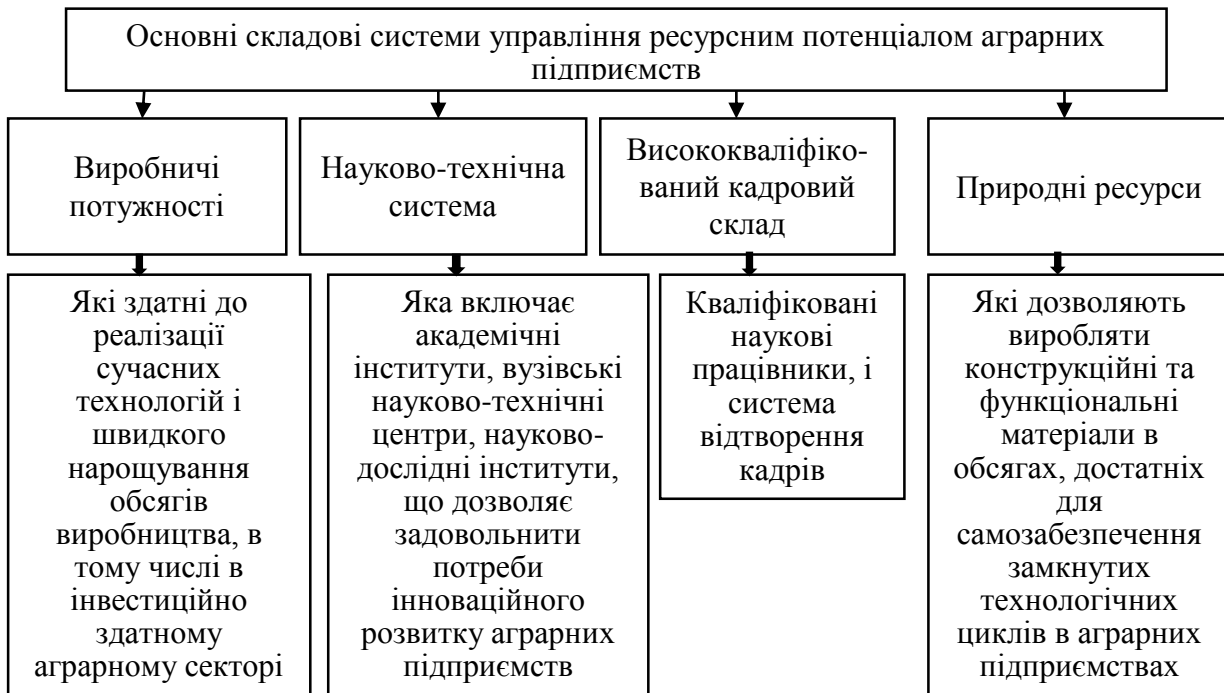 Основні складові системи управління ресурсним потенціалом аграрних
підприємств
Виробничі
потужності
Науково-технічна
система
Висококваліфіко-
ваний кадровий
склад
Природні ресурси
Які здатні до
реалізації
сучасних
технологій і
швидкого
нарощування
обсягів
виробництва, в
тому числі в
інвестиційно
здатному
аграрному секторі
Яка включає
академічні
інститути, вузівські
науково-технічні
центри, науково-
дослідні інститути,
що дозволяє
задовольнити
потреби
інноваційного
розвитку аграрних
підприємств
Кваліфіковані
наукові
працівники, і
система
відтворення
кадрів
Які дозволяють
виробляти
конструкційні та
функціональні
матеріали в
обсягах, достатніх
для
самозабезпечення
замкнутих
технологічних
циклів в аграрних
підприємствах